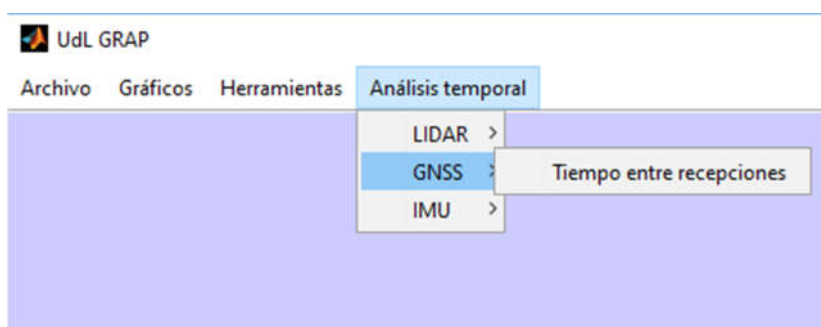 UdL GRAP
Archivo Gráficos Herramientas Análisis temporal
LIDAR >
GNSS > Tiempo entre recepciones
IMU >